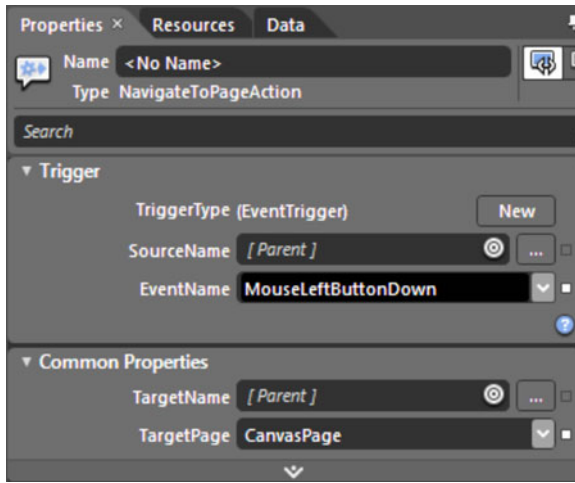 Properties × Resources Data
Name <No Name>
Type NavigateToPageAction
Search
Trigger
TriggerType (EventTrigger) New
SourceName [ Parent ] ...
EventName MouseLeftButtonDown
?
Common Properties
TargetName [ Parent ] ...
TargetPage CanvasPage